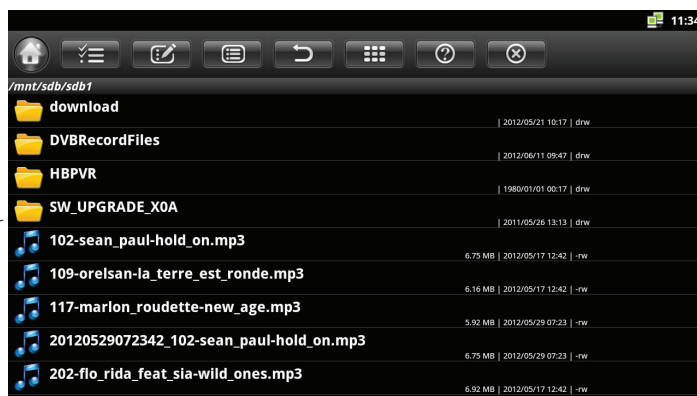 11:34
/mnt/sdb/sdb1
download
| 2012/05/21 10:17 | drw
DVBRecordFiles
| 2012/06/11 09:47 | drw
HBPVR
| 1980/01/01 00:17 | drw
SW_UPGRADE_X0A
| 2011/05/26 13:13 | drw
102-sean_paul-hold_on.mp3
6.75 MB | 2012/05/17 12:42 | -rw
109-orelsan-la_terre_est_ronde.mp3
6.16 MB | 2012/05/17 12:42 | -rw
117-marlon_roudette-new_age.mp3
5.92 MB | 2012/05/29 07:23 | -rw
20120529072342_102-sean_paul-hold_on.mp3
6.75 MB | 2012/05/29 07:23 | -rw
202-flo_rida_feat_sia-wild_ones.mp3
6.92 MB | 2012/05/17 12:42 | -rw